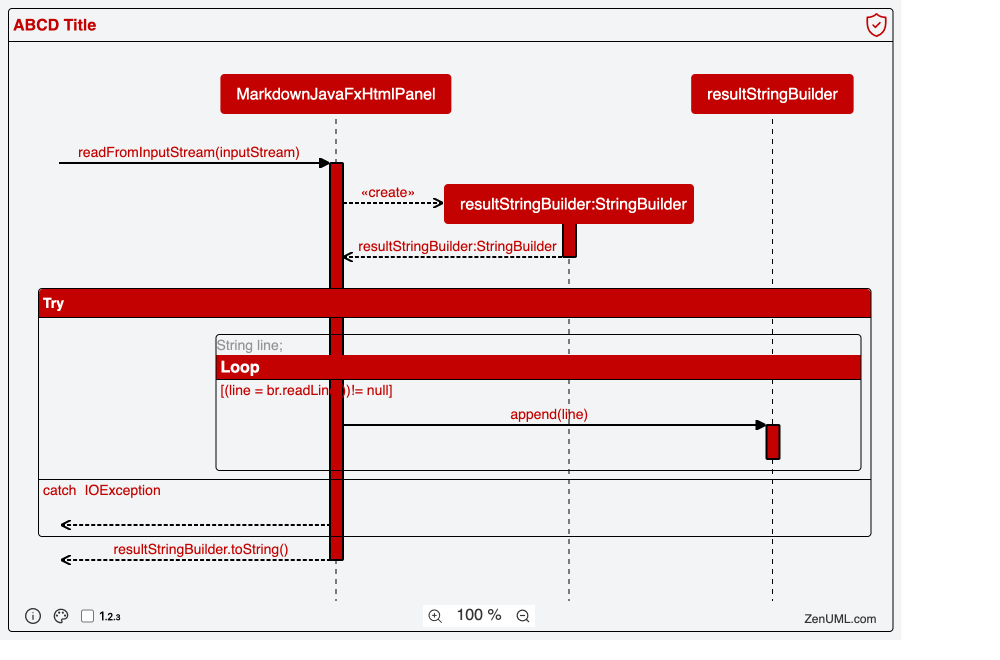 ABCD Title
MarkdownJavaFxHtmlPanel
resultStringBuilder
readFromInputStream(inputStream)
«create»
resultStringBuilder:StringBuilder
resultStringBuilder:StringBuilder
Try
String line;
Loop
[(line = br.readLin )!= null]
append(line)
catch IOException
resultStringBuilder.toString()
1.2.3
100 %
ZenUML.com